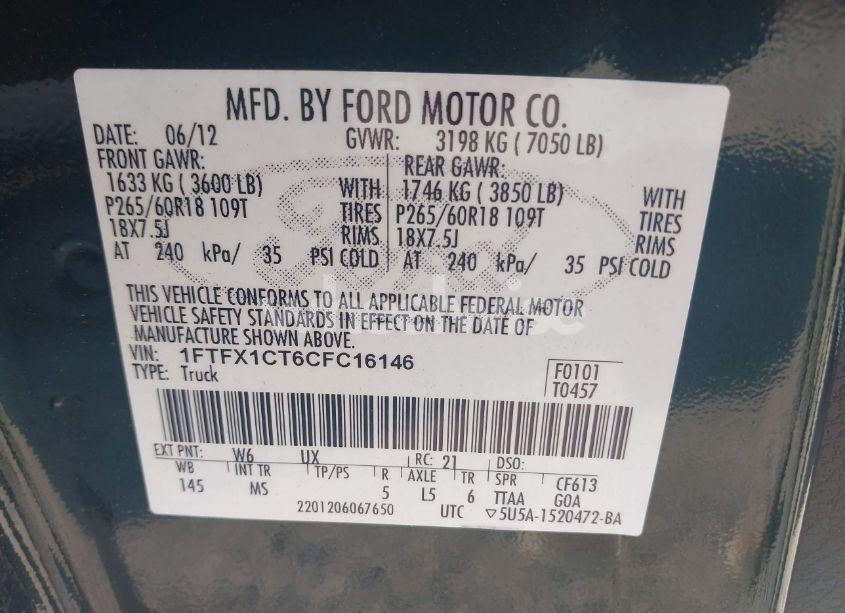 MFD. BY FORD MOTOR CO.
DATE: 06/12 GVWR: 3198 KG ( 7050 LB)
FRONT GAWR: REAR GAWR:
1633 KG ( 3600 LB) WITH 1746 KG ( 3850 LB) WITH
P265/60R18 109T TIRES P265/60R18 109T TIRES
18X7.5J RIMS 18X7.5J RIMS
AT 240 kPa/ 35 PSI COLD AT 240 kPa/ 35 PSI COLD
THIS VEHICLE CONFORMS TO ALL APPLICABLE FEDERAL MOTOR
VEHICLE SAFETY STANDARDS IN EFFECT ON THE DATE OF
MANUFACTURE SHOWN ABOVE.
VIN: 1FTFX1CT6CFC16146 F0101
TYPE: Truck T0457
EXT PNT: W6 UX RC: 21 DSO:
WB INT TR TP/PS R AXLE TR SPR CF613
145 MS 5 L5 6 TTAA GOA
2201206067650 UTC ▽5U5A-1520472-BA